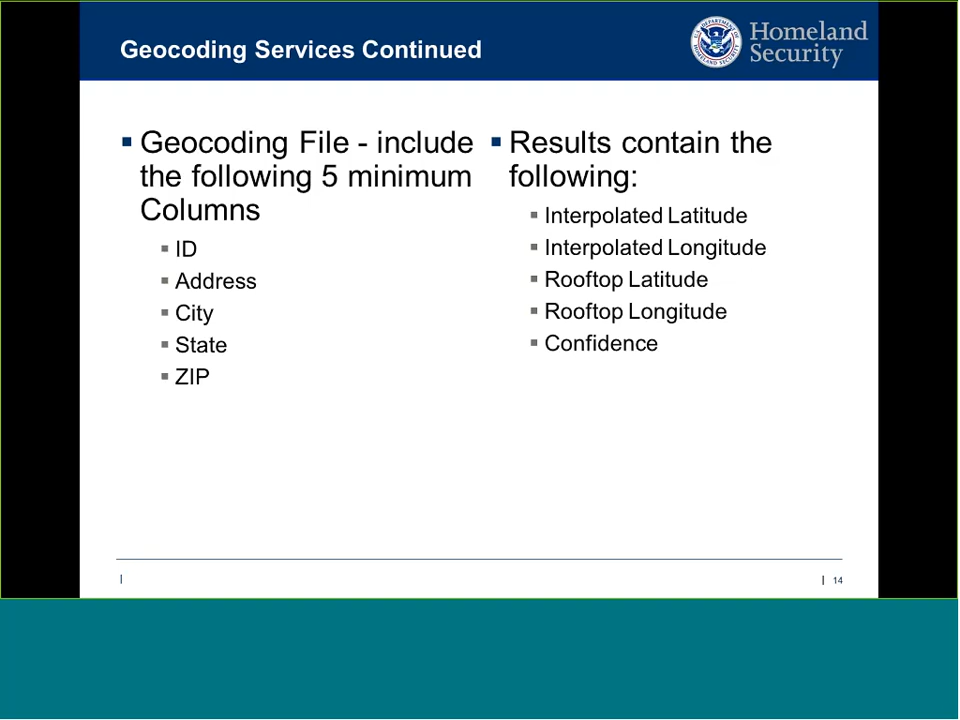 Geocoding Services Continued
Homeland
Security
▪ Geocoding File - include
the following 5 minimum
Columns
▪ ID
▪ Address
▪ City
▪ State
▪ ZIP
▪ Results contain the
following:
▪ Interpolated Latitude
▪ Interpolated Longitude
▪ Rooftop Latitude
▪ Rooftop Longitude
▪ Confidence
| | 14